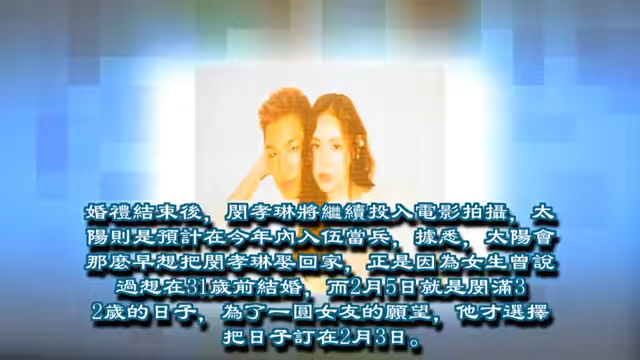 婚禮結束後，閔孝琳將繼續投入電影拍攝，太
陽則是預計在今年內入伍當兵，據悉，太陽會
那麼早想把閔孝琳娶回家，正是因為女生曾說
過想在31歲前結婚，而2月5日就是閔滿3
2歲的日子，為了一圓女友的願望，他才選擇
把日子訂在2月3日。